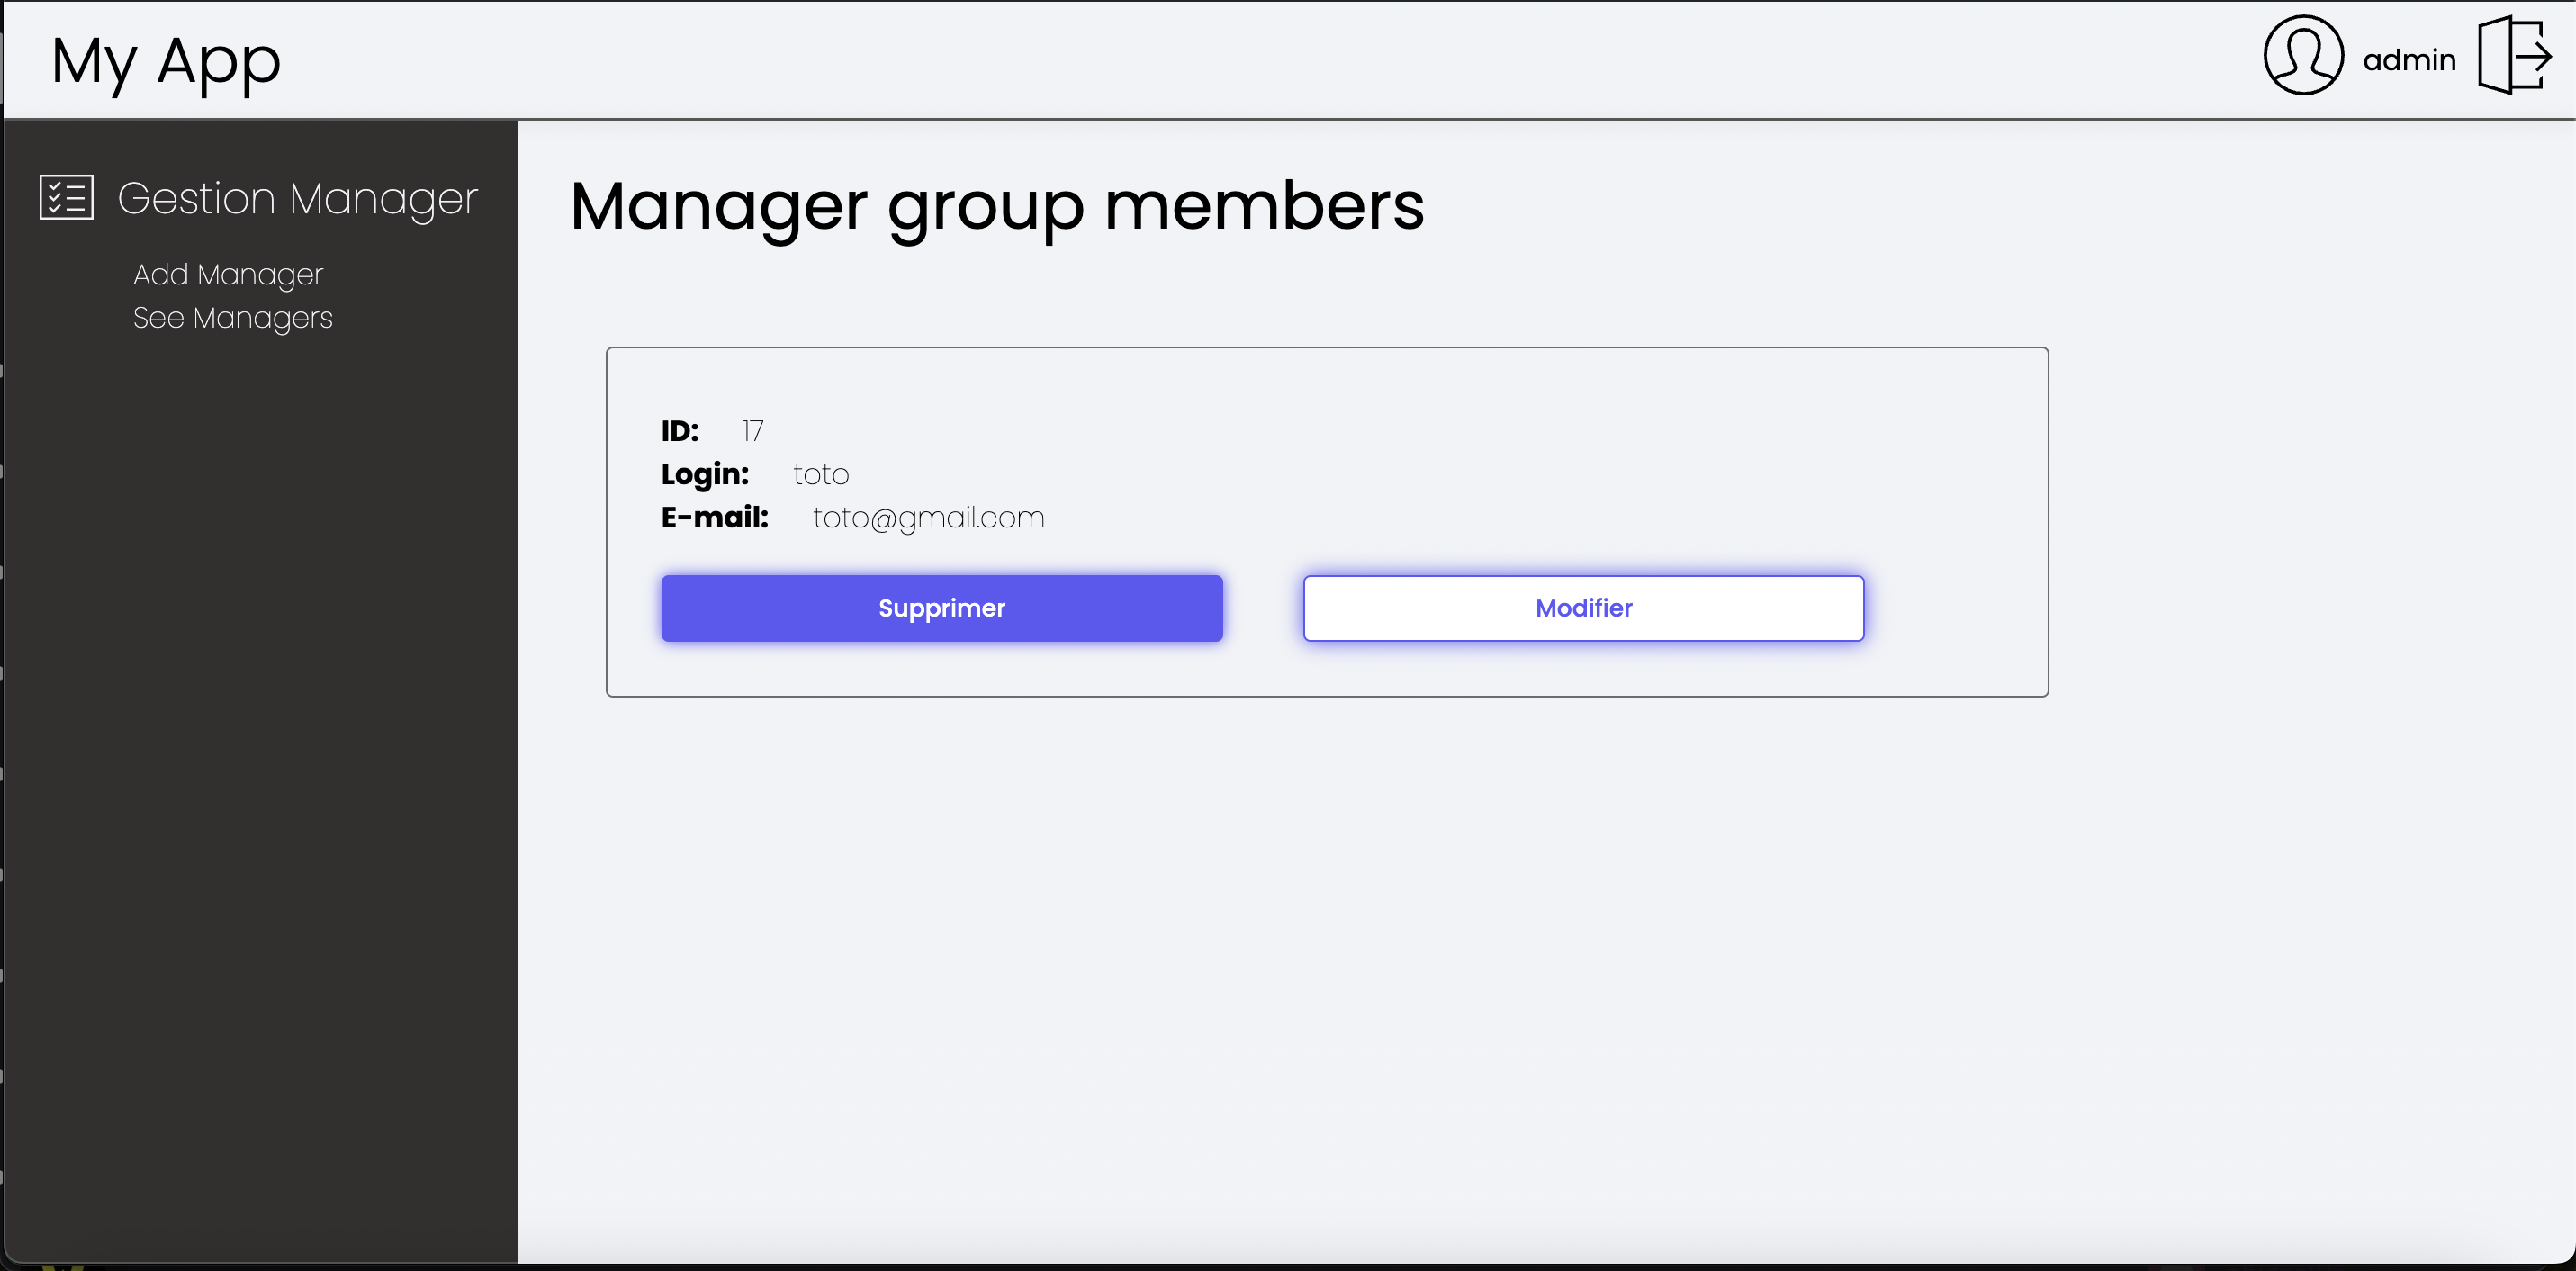 My App
admin
Gestion Manager
Add Manager
See Managers
Manager group members
ID: 17
Login: toto
E-mail: toto@gmail.com
Supprimer
Modifier